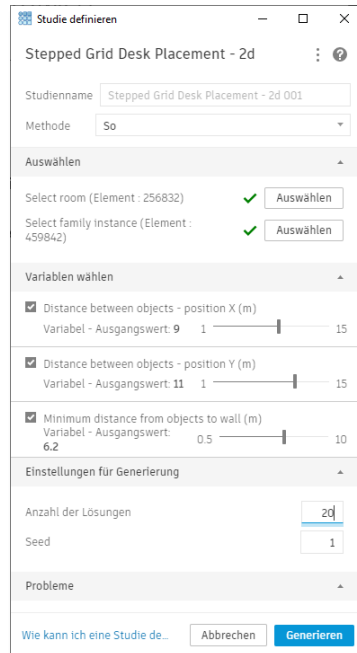 Studie definieren
Stepped Grid Desk Placement - 2d
Studienname Stepped Grid Desk Placement - 2d 001
Methode So
Auswählen
Select room (Element : 256832) Auswählen
Select family instance (Element :
459842) Auswählen
Variablen wählen
Distance between objects - position X (m)
Variabel - Ausgangswert: 9 1 15
Distance between objects - position Y (m)
Variabel - Ausgangswert: 11 1 15
Minimum distance from objects to wall (m)
Variabel - Ausgangswert:
6.2 0.5 10
Einstellungen für Generierung
Anzahl der Lösungen 20
Seed 1
Probleme
Wie kann ich eine Studie de... Abbrechen Generieren